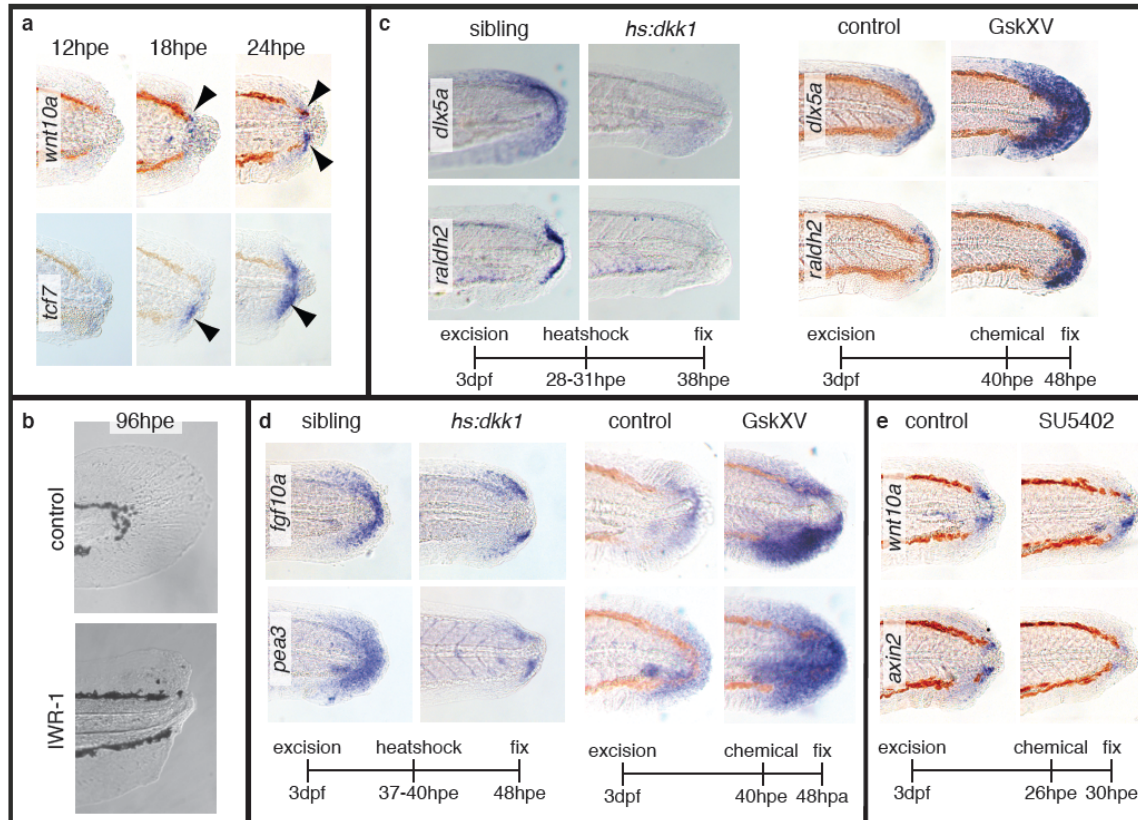 a
12hpe 18hpe 24hpe
wnt10a
tcf7
b
96hpe
control
IWR-1
c
sibling hs:dkk1 control GskXV
dlx5a dlx5a
raldh2 raldh2
excision heatshock fix excision chemical fix
3dpf 28-31hpe 38hpe 3dpf 40hpe 48hpe
d
sibling hs:dkk1 control GskXV
fgf10a
pea3
excision heatshock fix excision chemical fix
3dpf 37-40hpe 48hpe 3dpf 40hpe 48hpa
e
control SU5402
wnt10a
axin2
excision chemical fix
3dpf 26hpe 30hpe